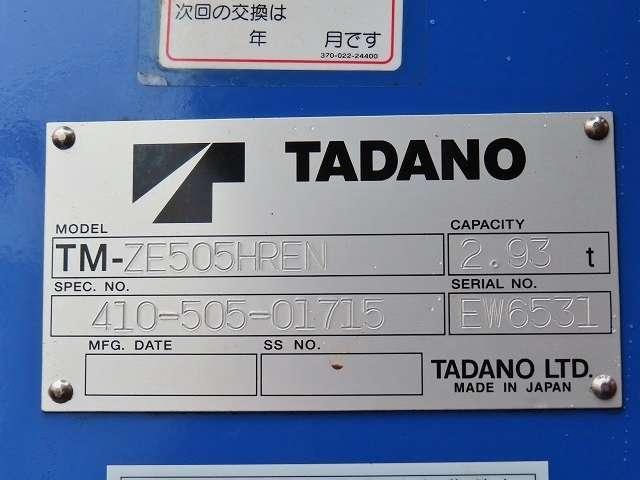 次回の交換は
年 月です
370-022-24400
TADANO
MODEL
TM-ZE505HREN
CAPACITY
2.93 t
SPEC. NO.
410-505-01715
SERIAL NO.
EW6531
MFG. DATE
SS NO.
TADANO LTD.
MADE IN JAPAN